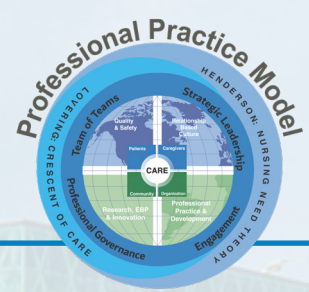 Professional Practice Model
LOVERING: CRESCENT OF CARE
HENDERSON: NURSING NEED THEORY
Team of Teams
Strategic Leadership
Quality
& Safety
Relationship
Based
Culture
Patients
Caregivers
CARE
Community
Organization
Research, EBP
& Innovation
Professional
Practice &
Development
Professional Governance
Engagement